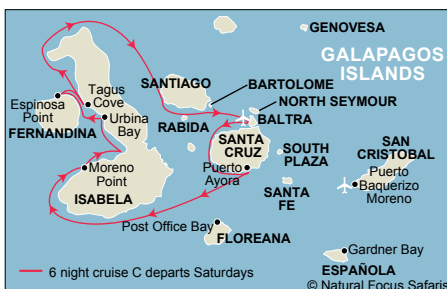 GENOVESA
GALAPAGOS
ISLANDS
SANTIAGO
BARTOLOME
Tagus
Cove
Espinosa
Point
NORTH SEYMOUR
BALTRA
Urbina
Bay
FERNANDINA
RABIDA
SANTA
CRUZ
SOUTH
PLAZA
SAN
CRISTOBAL
Moreno
Point
Puerto
Ayora
SANTA
FE
Puerto
Baquerizo
Moreno
ISABELA
Post Office Bay
FLOREANA
Gardner Bay
ESPAÑOLA
6 night cruise C departs Saturdays
© Natural Focus Safaris